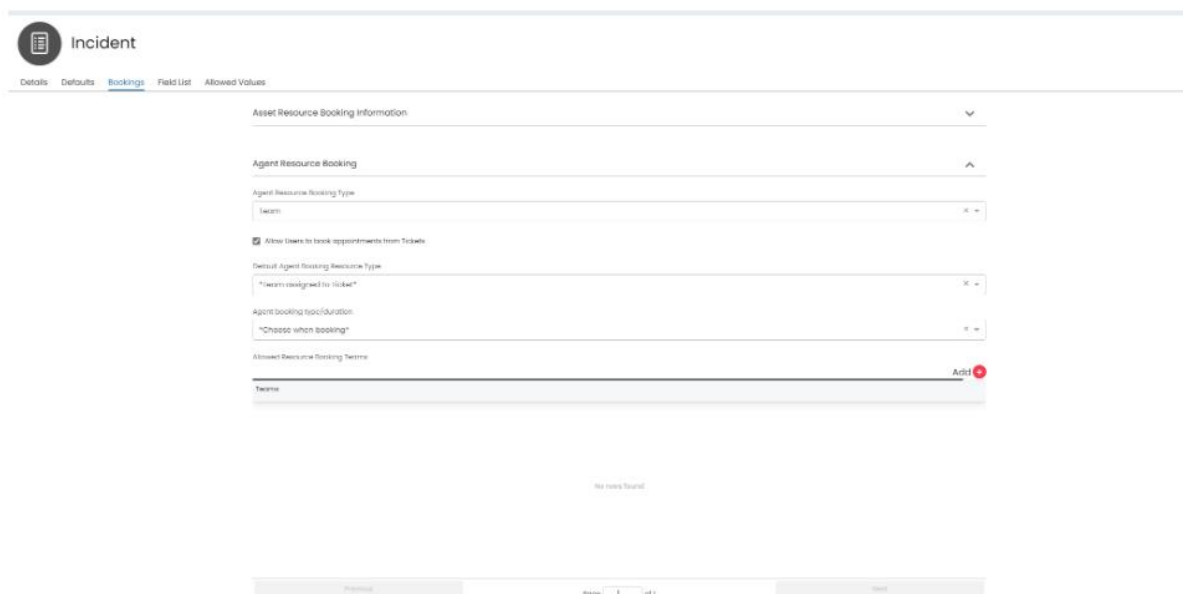 Incident
Details Defaults Bookings Field List Allowed Values
Asset Resource Booking Information
Agent Resource Booking
Agent Resource Booking Type
Team
Allow Users to book appointments from Tickets
Default Agent Booking Resource Type
*Team assigned to Ticket*
Agent booking type/duration
*Choose when booking*
Allowed Resource Booking Teams
Add
Teams
No rows found
Previous Page 1 of 1 Next